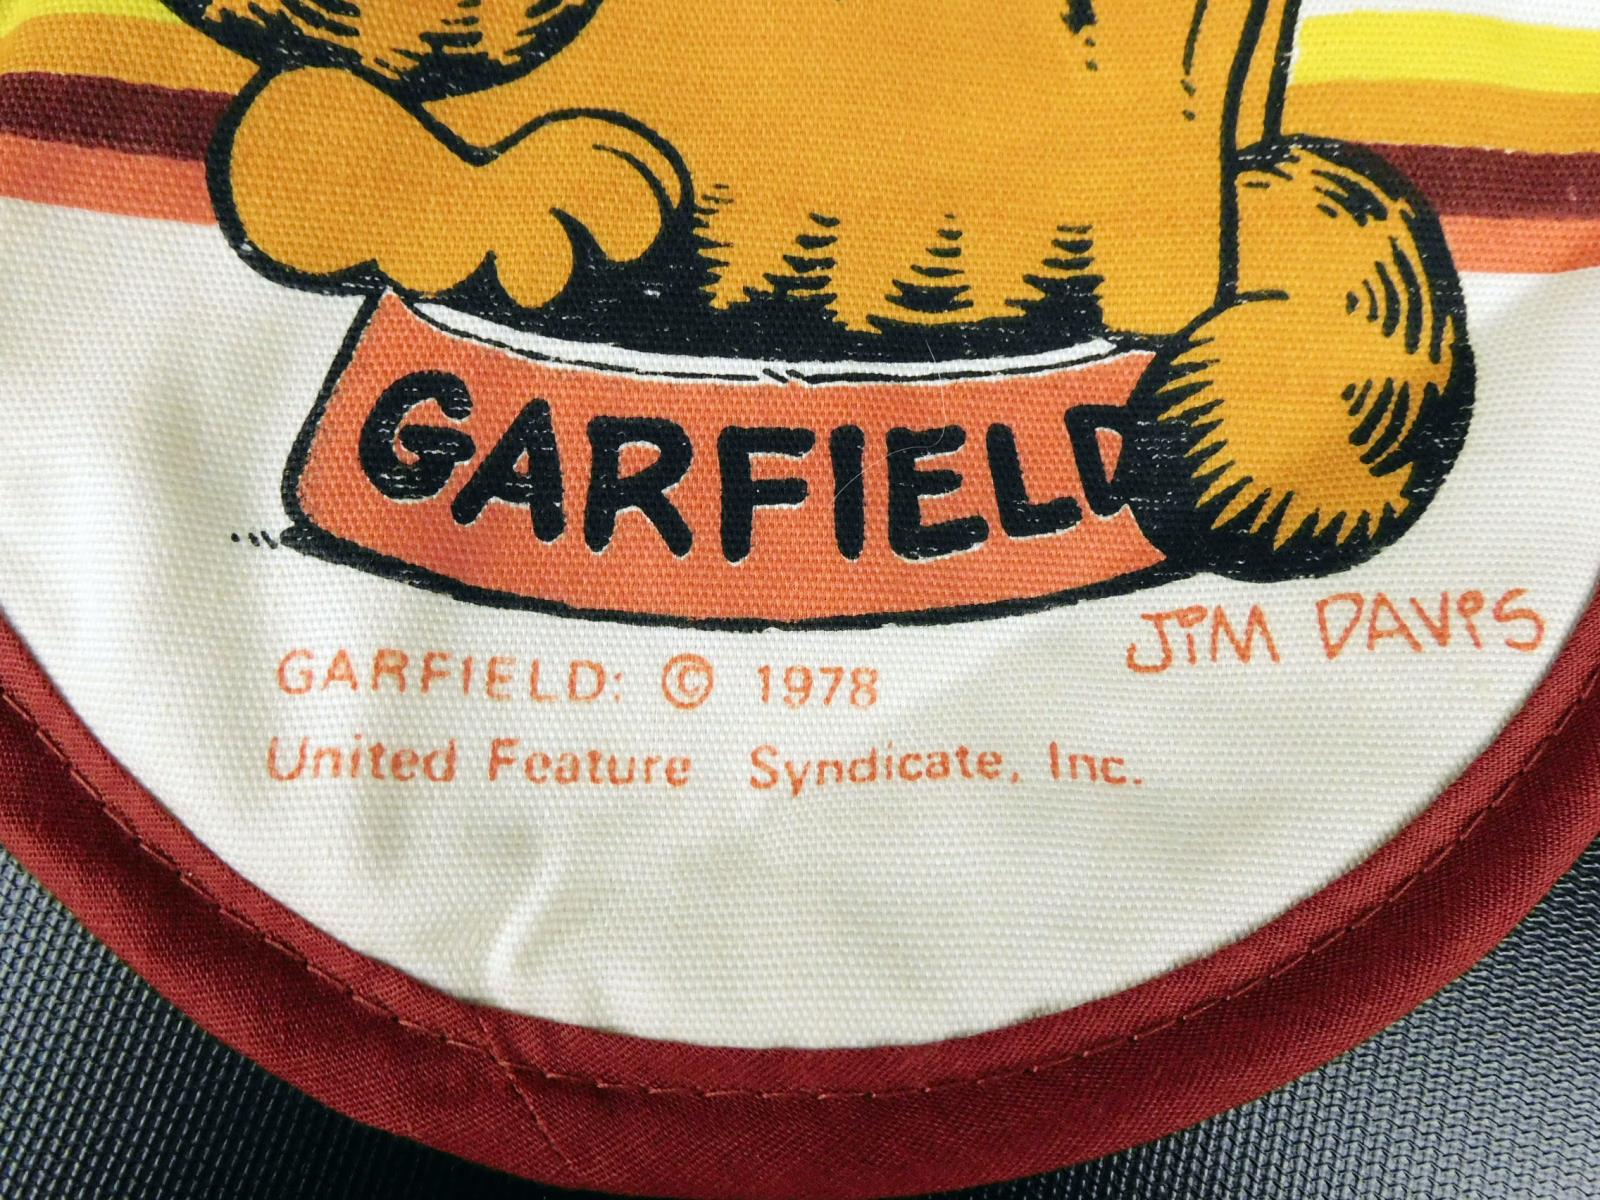 GARFIELD
JIM DAVIS
GARFIELD: © 1978
United Feature Syndicate, Inc.